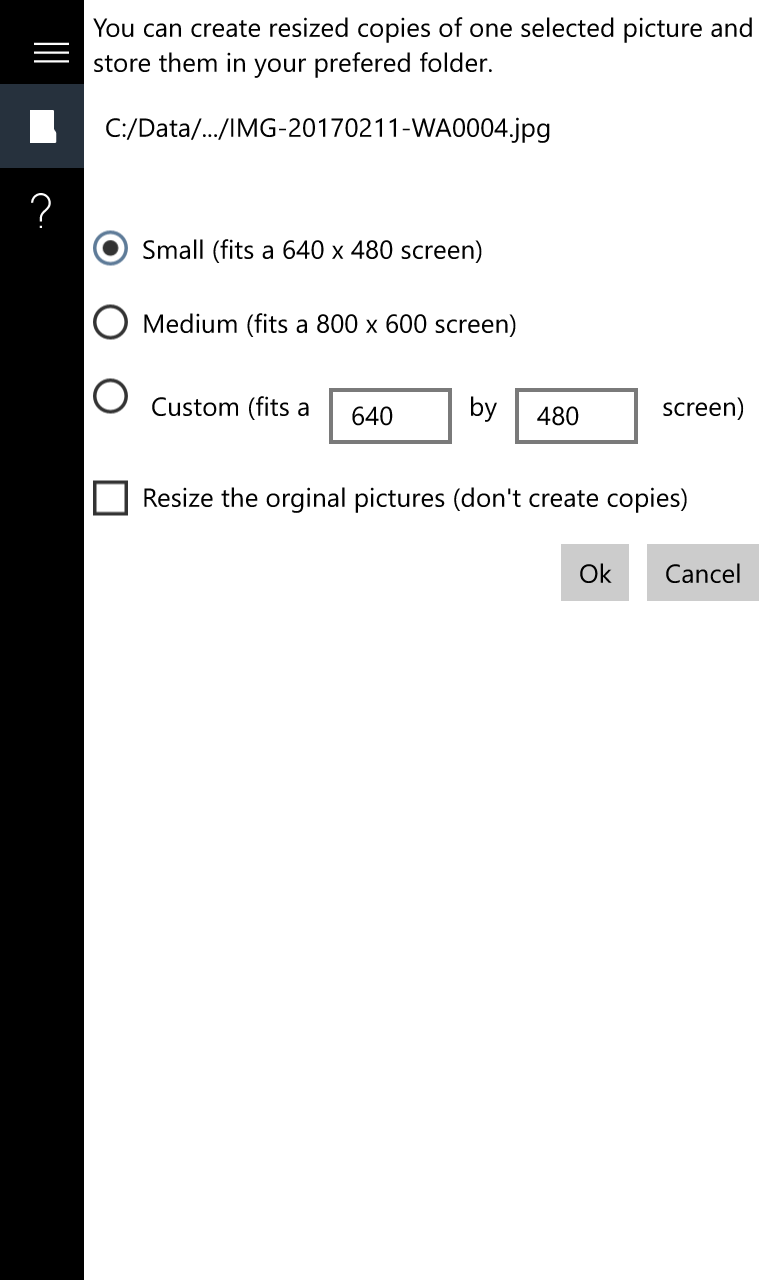 You can create resized copies of one selected picture and
store them in your prefered folder.
C:/Data/.../IMG-20170211-WA0004.jpg
?
Small (fits a 640 x 480 screen)
Medium (fits a 800 x 600 screen)
Custom (fits a 640 by 480 screen)
Resize the orginal pictures (don't create copies)
Ok Cancel